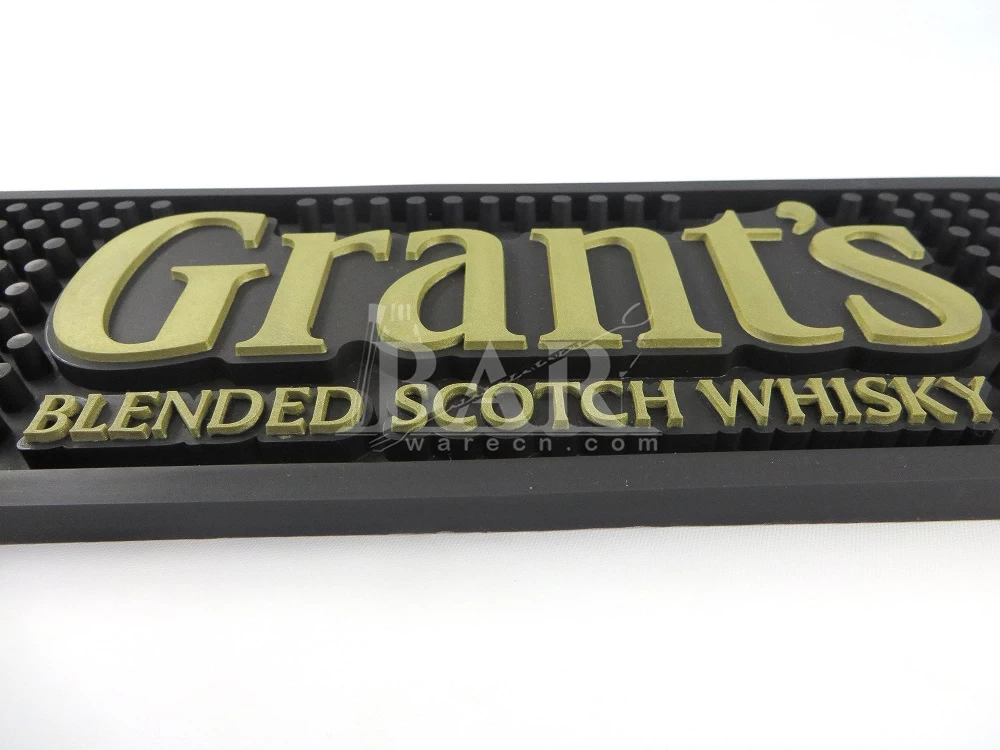 Grant's
BLENDED SCOTCH WHISKY
BAR
warecn.com